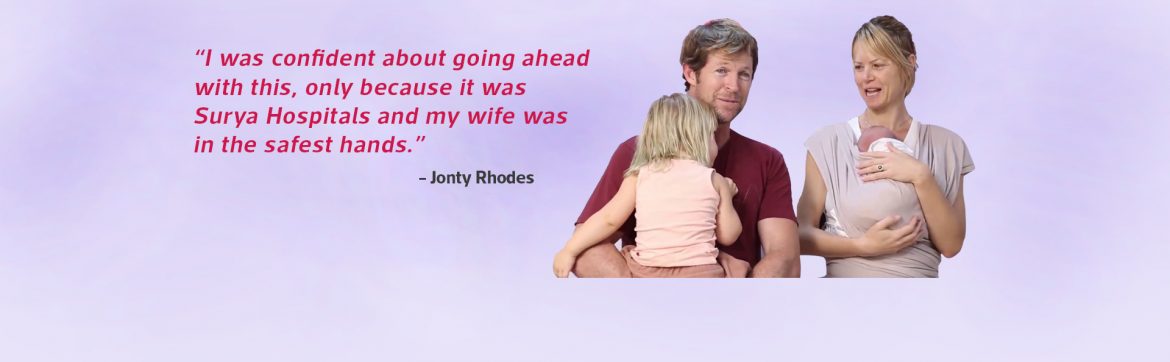 “I was confident about going ahead
with this, only because it was
Surya Hospitals and my wife was
in the safest hands.”
– Jonty Rhodes